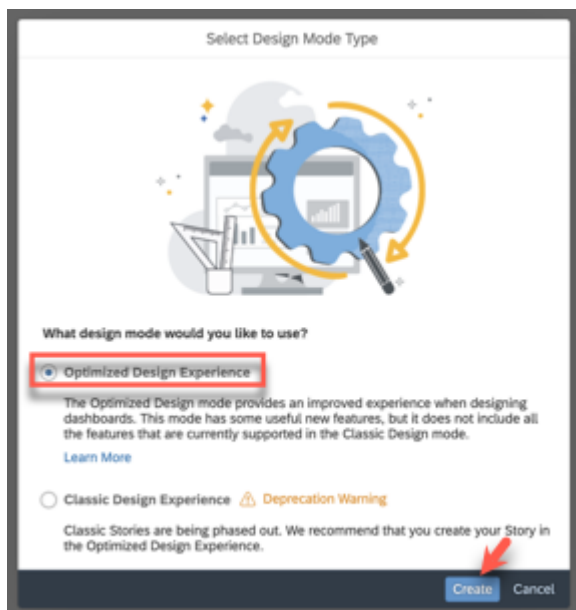 Select Design Mode Type
What design mode would you like to use?
Optimized Design Experience
The Optimized Design mode provides an improved experience when designing
dashboards. This mode has some useful new features, but it does not include all
the features that are currently supported in the Classic Design mode.
Learn More
Classic Design Experience Deprecation Warning
Classic Stories are being phased out. We recommend that you create your Story in
the Optimized Design Experience.
Create Cancel